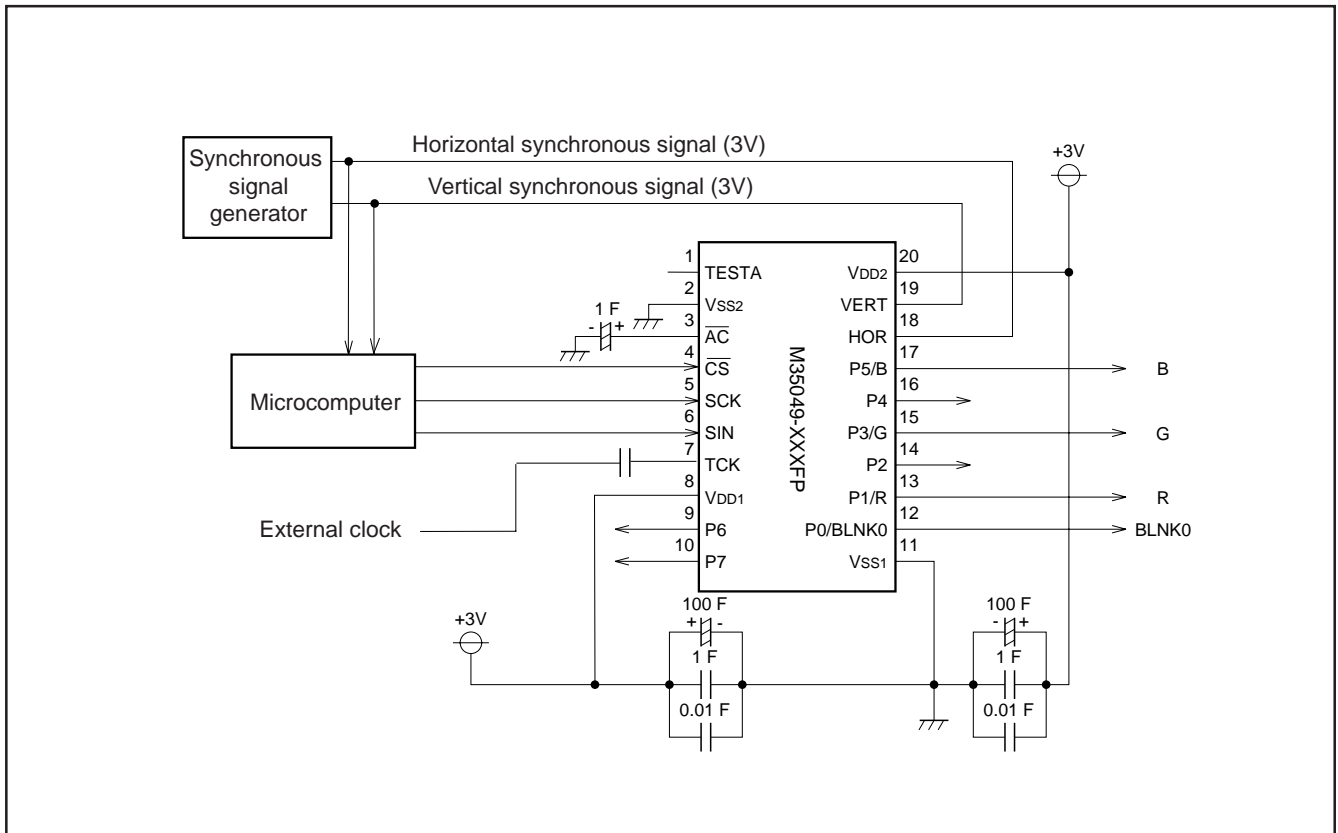 Horizontal synchronous signal (3V)
Synchronous
signal
generator
Vertical synchronous signal (3V)
+3V
1
TESTA
2
VSS2
1 F
- +
3
AC
4
CS
5
SCK
6
SIN
7
TCK
8
VDD1
9
P6
10
P7
Microcomputer
External clock
M35049-XXXFP
20
VDD2
19
VERT
18
HOR
17
P5/B
B
16
P4
15
P3/G
G
14
P2
13
P1/R
R
12
P0/BLNK0
BLNK0
11
VSS1
+3V
100 F
+ -
1 F
0.01 F
100 F
- +
1 F
0.01 F